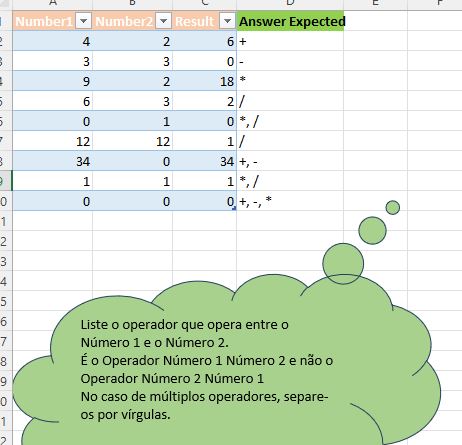 A B C D E F
Number1 Number2 Result Answer Expected
2 4 2 6 +
3 3 3 0 -
4 9 2 18 *
5 6 3 2 /
6 0 1 0 *, /
7 12 12 1 /
8 34 0 34 +, -
9 1 1 1 *, /
0 0 0 0 +, -, *
1
2
3
4
5
6
7
8
9
0
1
2
Liste o operador que opera entre o
Número 1 e o Número 2.
É o Operador Número 1 Número 2 e não o
Operador Número 2 Número 1
No caso de múltiplos operadores, separe-
os por vírgulas.